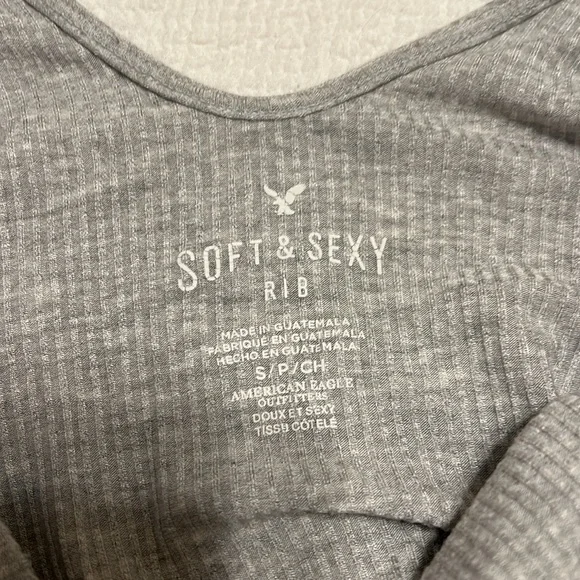 SOFT & SEXY
RIB
MADE IN GUATEMALA
FABRIQUÉ EN GUATEMALA
HECHO EN GUATEMALA
S/P/CH
AMERICAN EAGLE
OUTFITTERS
DOUX ET SEXY
TISSU CÔTELÉ